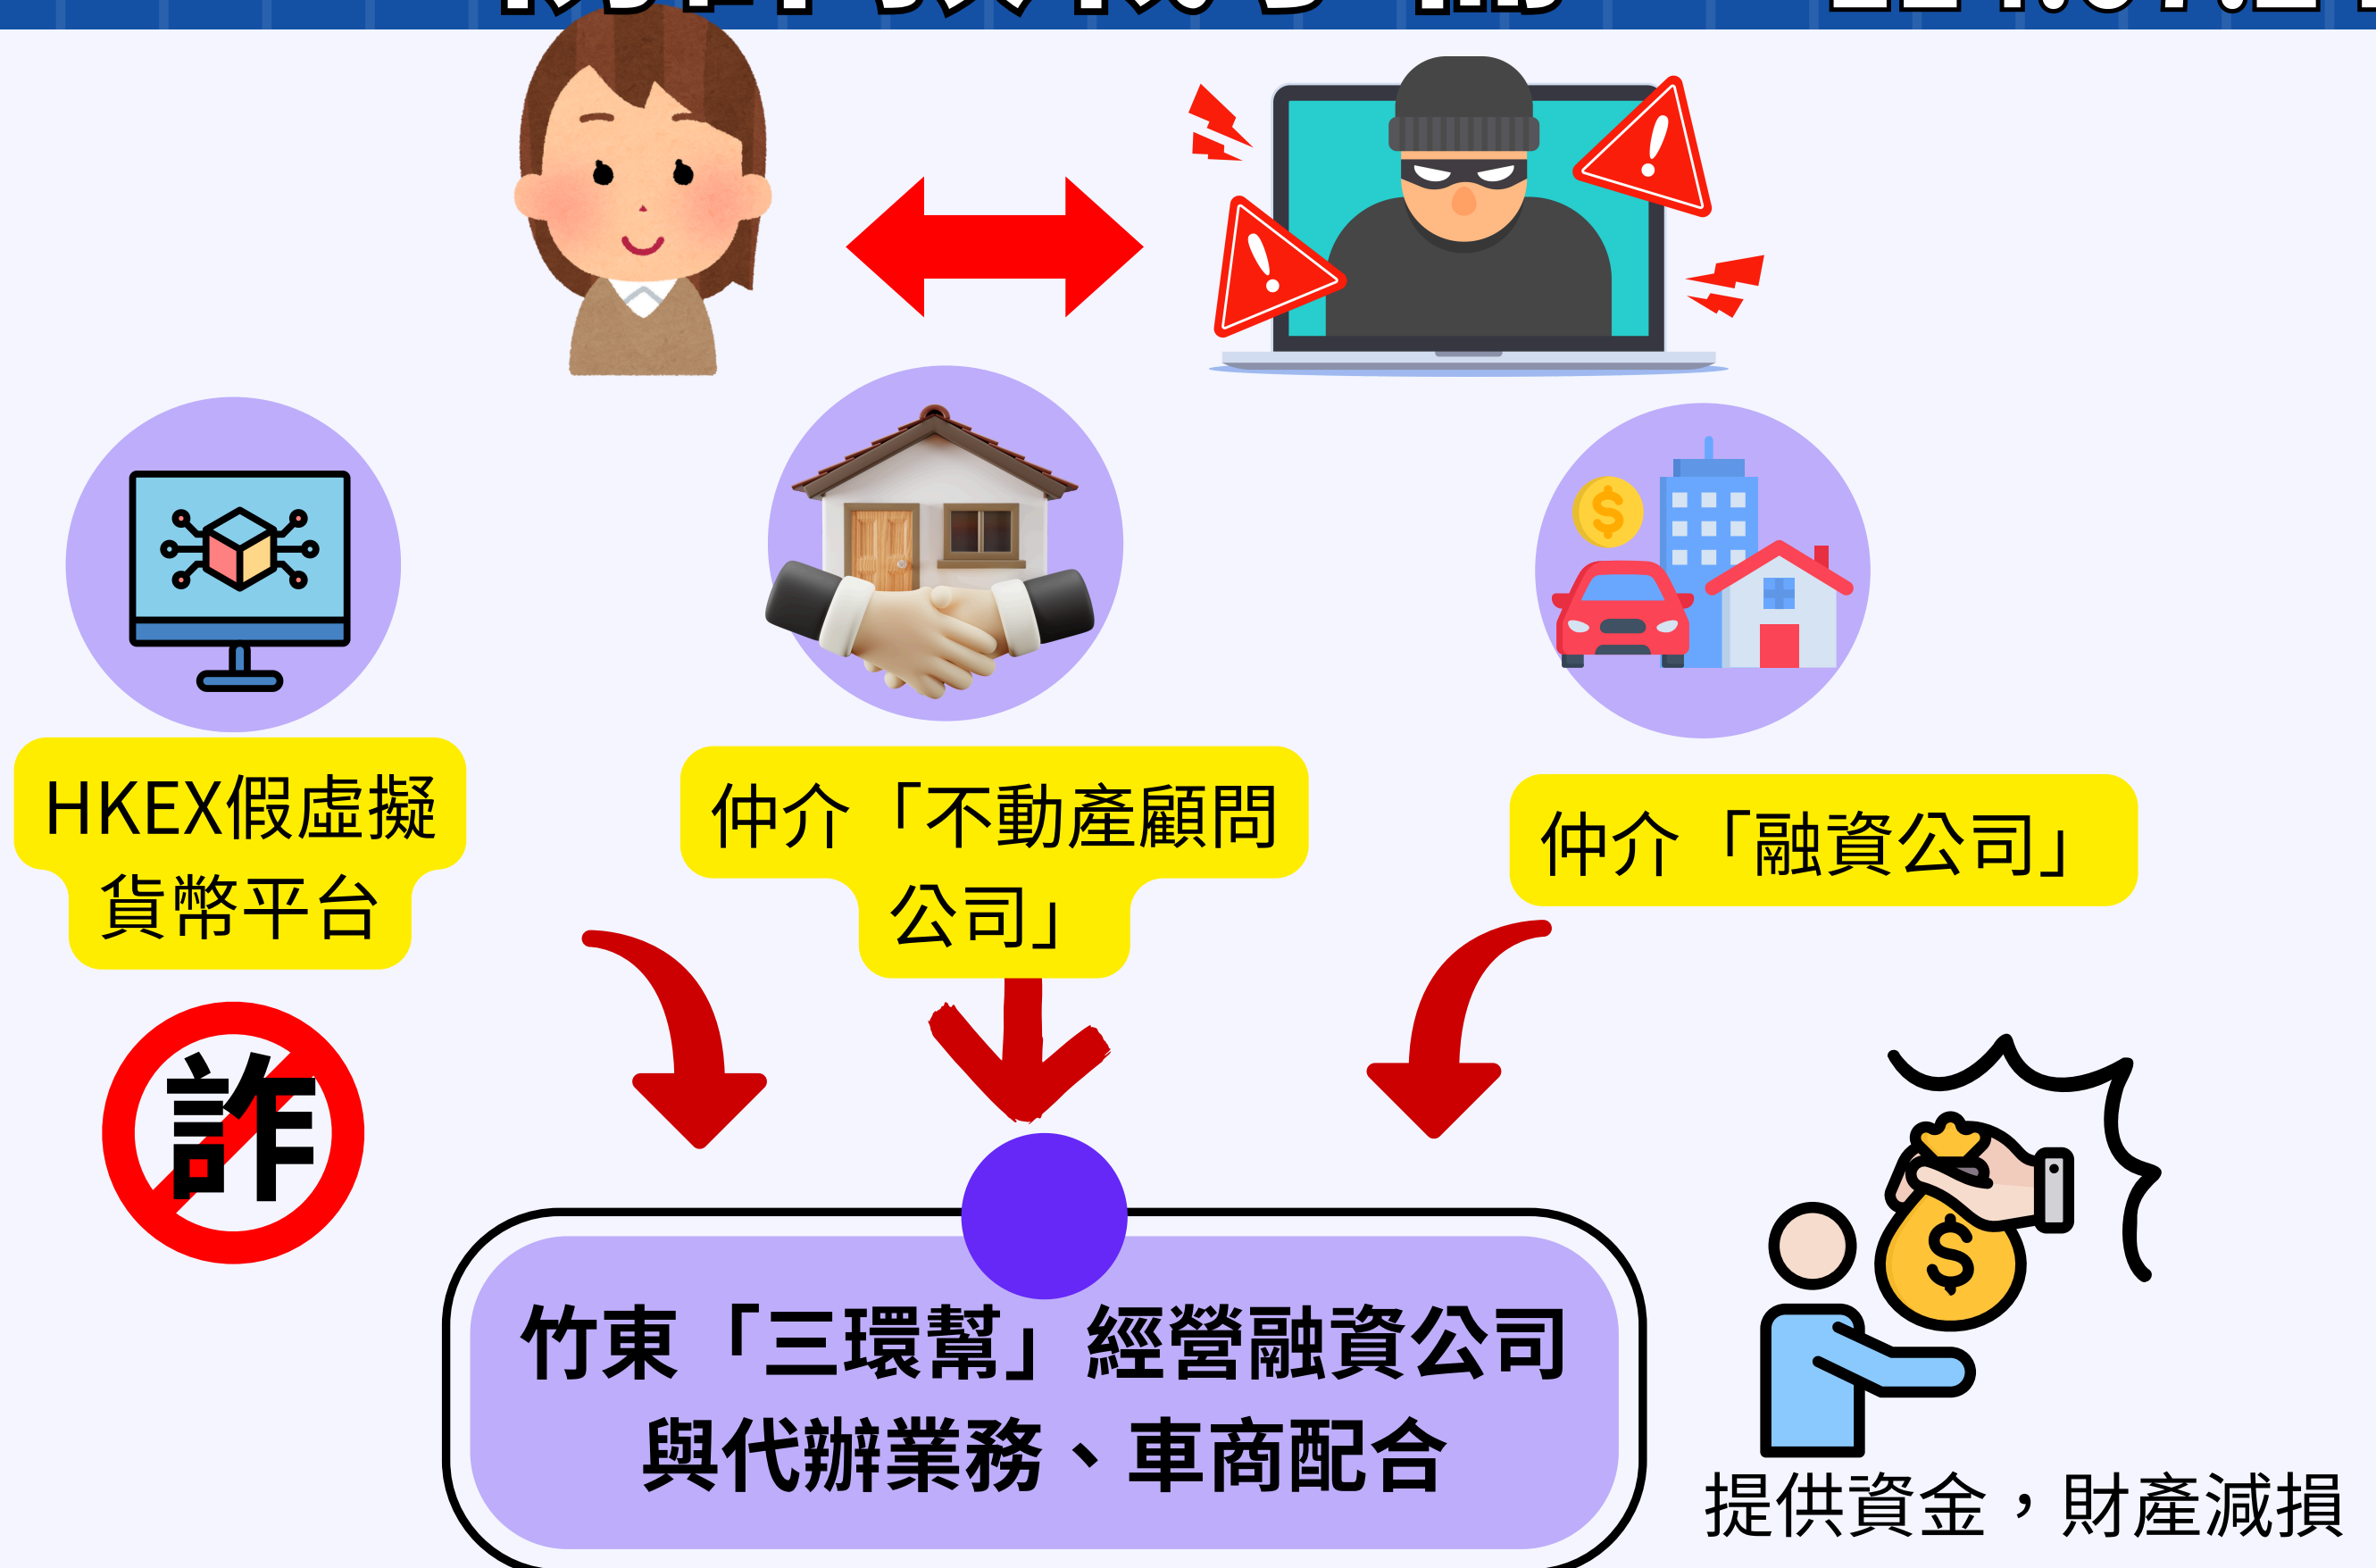 HKEX假虛擬
貨幣平台
仲介「不動產顧問
公司」
仲介「融資公司」
詐
竹東「三環幫」經營融資公司
與代辦業務、車商配合
提供資金，財產減損